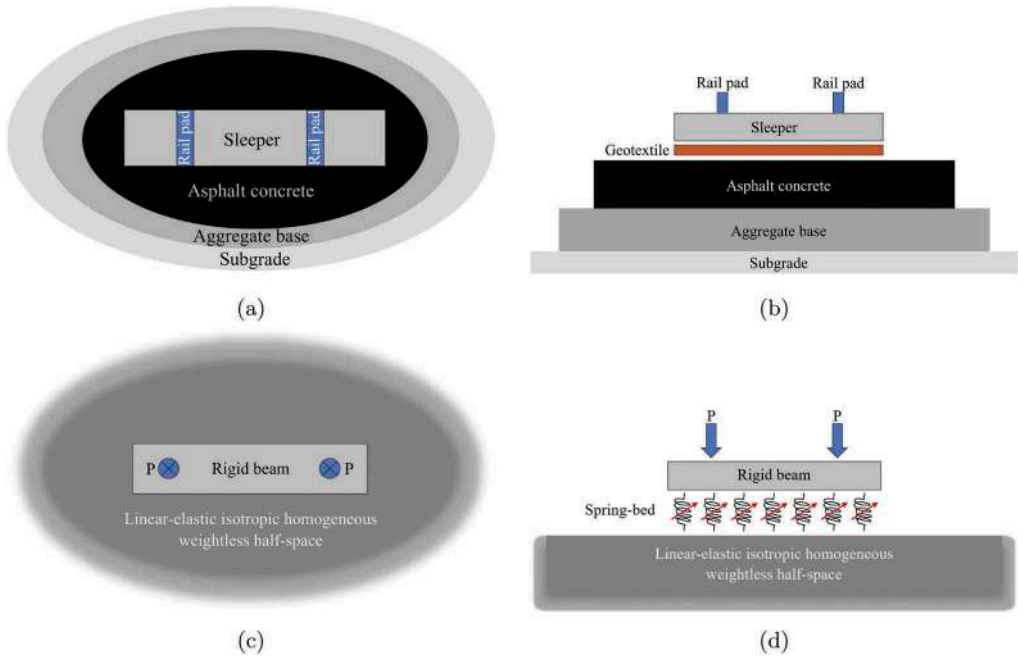 Rail pad
Sleeper
Rail pad
Asphalt concrete
Aggregate base
Subgrade
(a)
Rail pad
Rail pad
Sleeper
Geotextile
Asphalt concrete
Aggregate base
Subgrade
(b)
P
Rigid beam
P
Linear-elastic isotropic homogeneous
weightless half-space
(c)
P
P
Rigid beam
Spring-bed
Linear-elastic isotropic homogeneous
weightless half-space
(d)